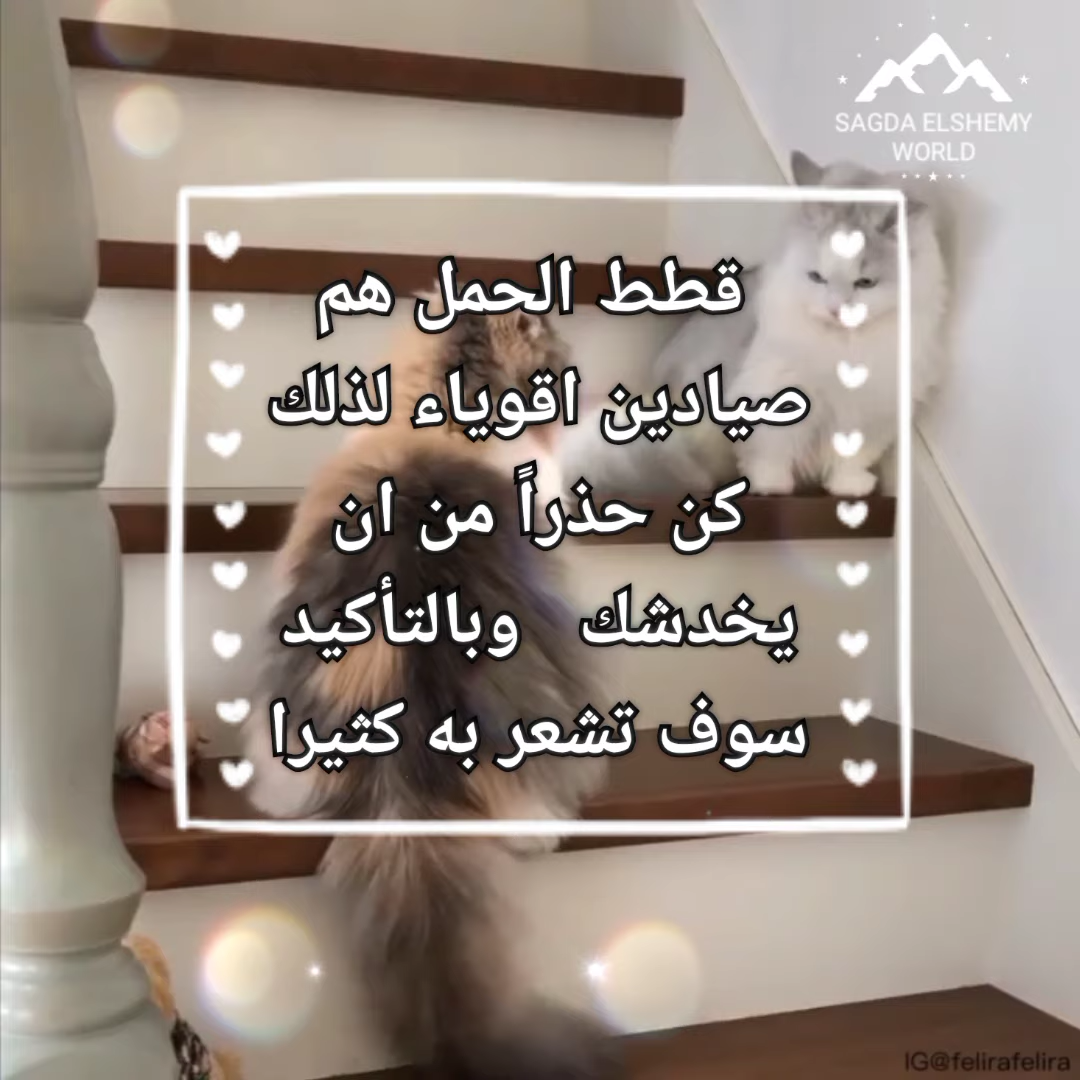 SAGDA ELSHEMY
WORLD
قطط الحمل هم
صيادين اقوياء لذلك
كن حذراً من ان
يخدشك وبالتأكيد
سوف تشعر به كثيرا
IG@felirafelira